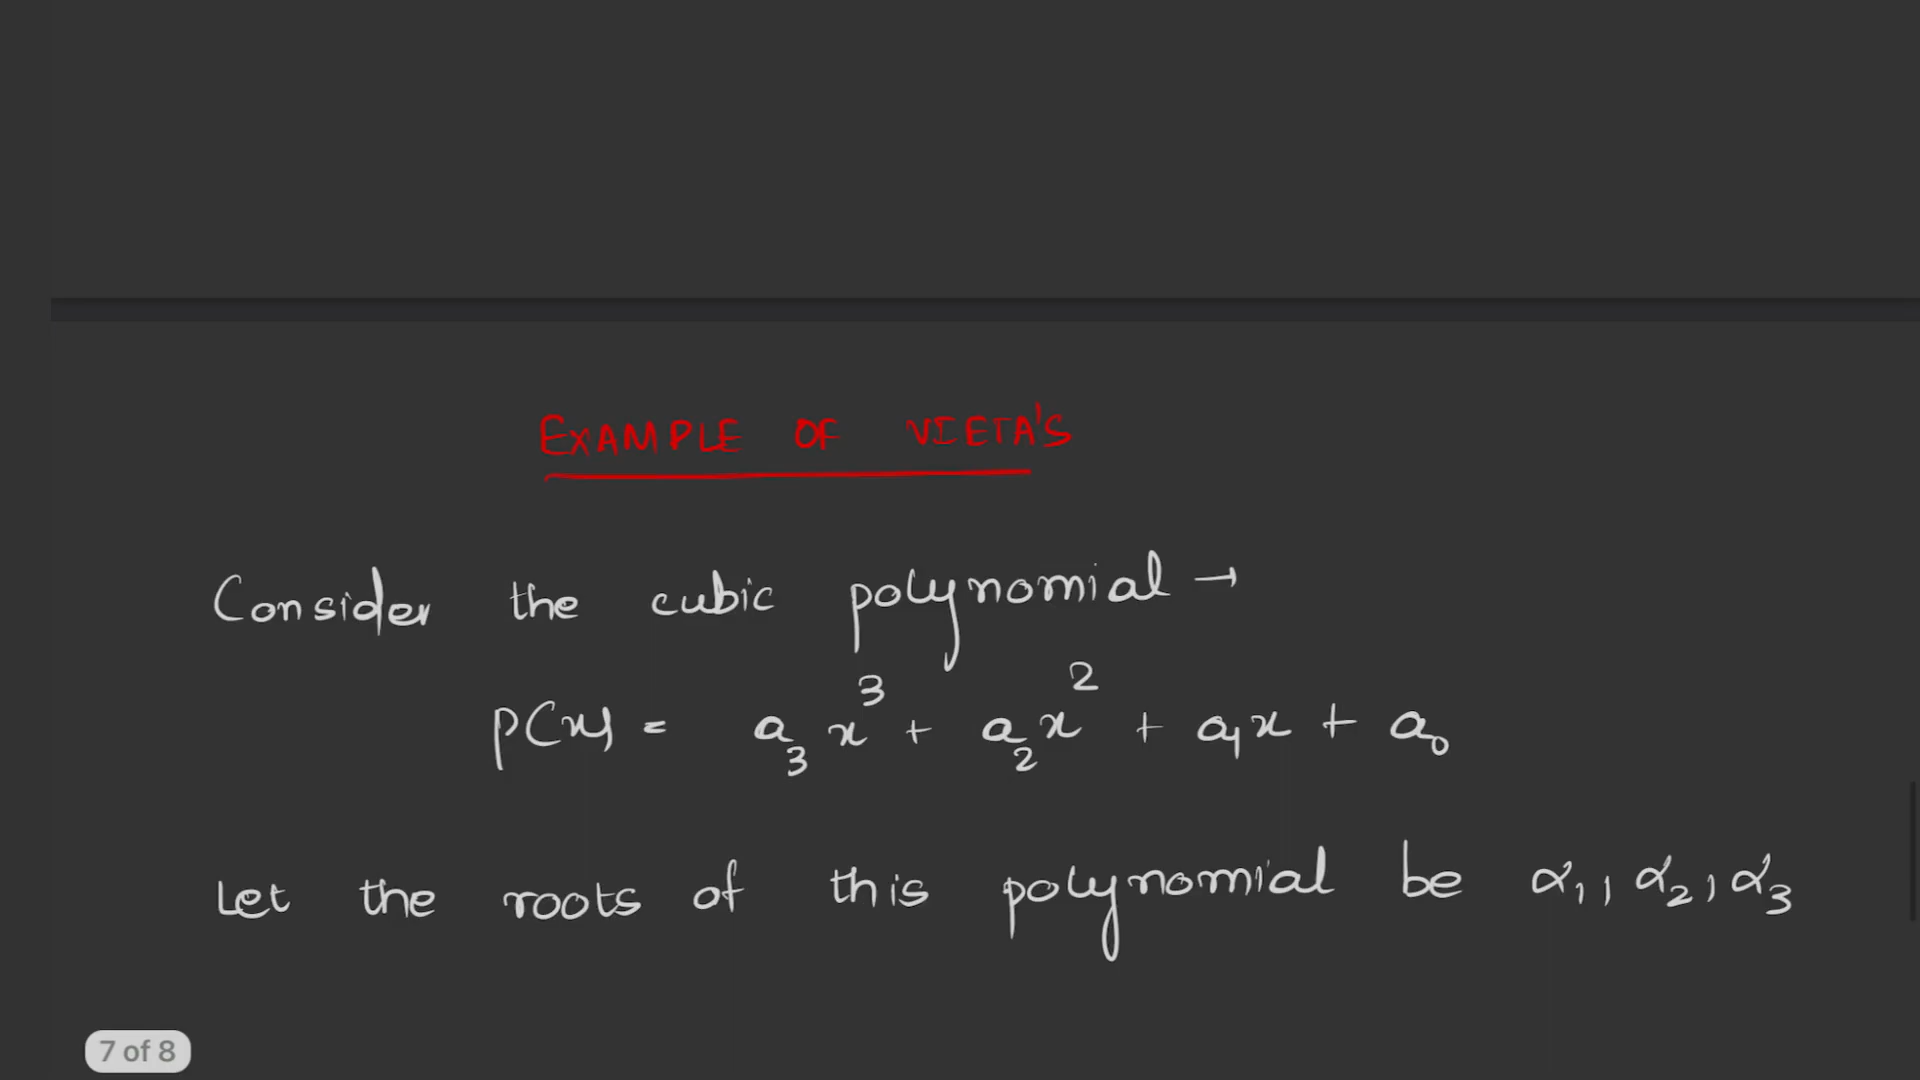 EXAMPLE OF VIETA'S
Consider the cubic polynomial →
p(x) = a₃x³ + a₂x² + a₁x + a₀
Let the roots of this polynomial be α₁, α₂, α₃
7 of 8